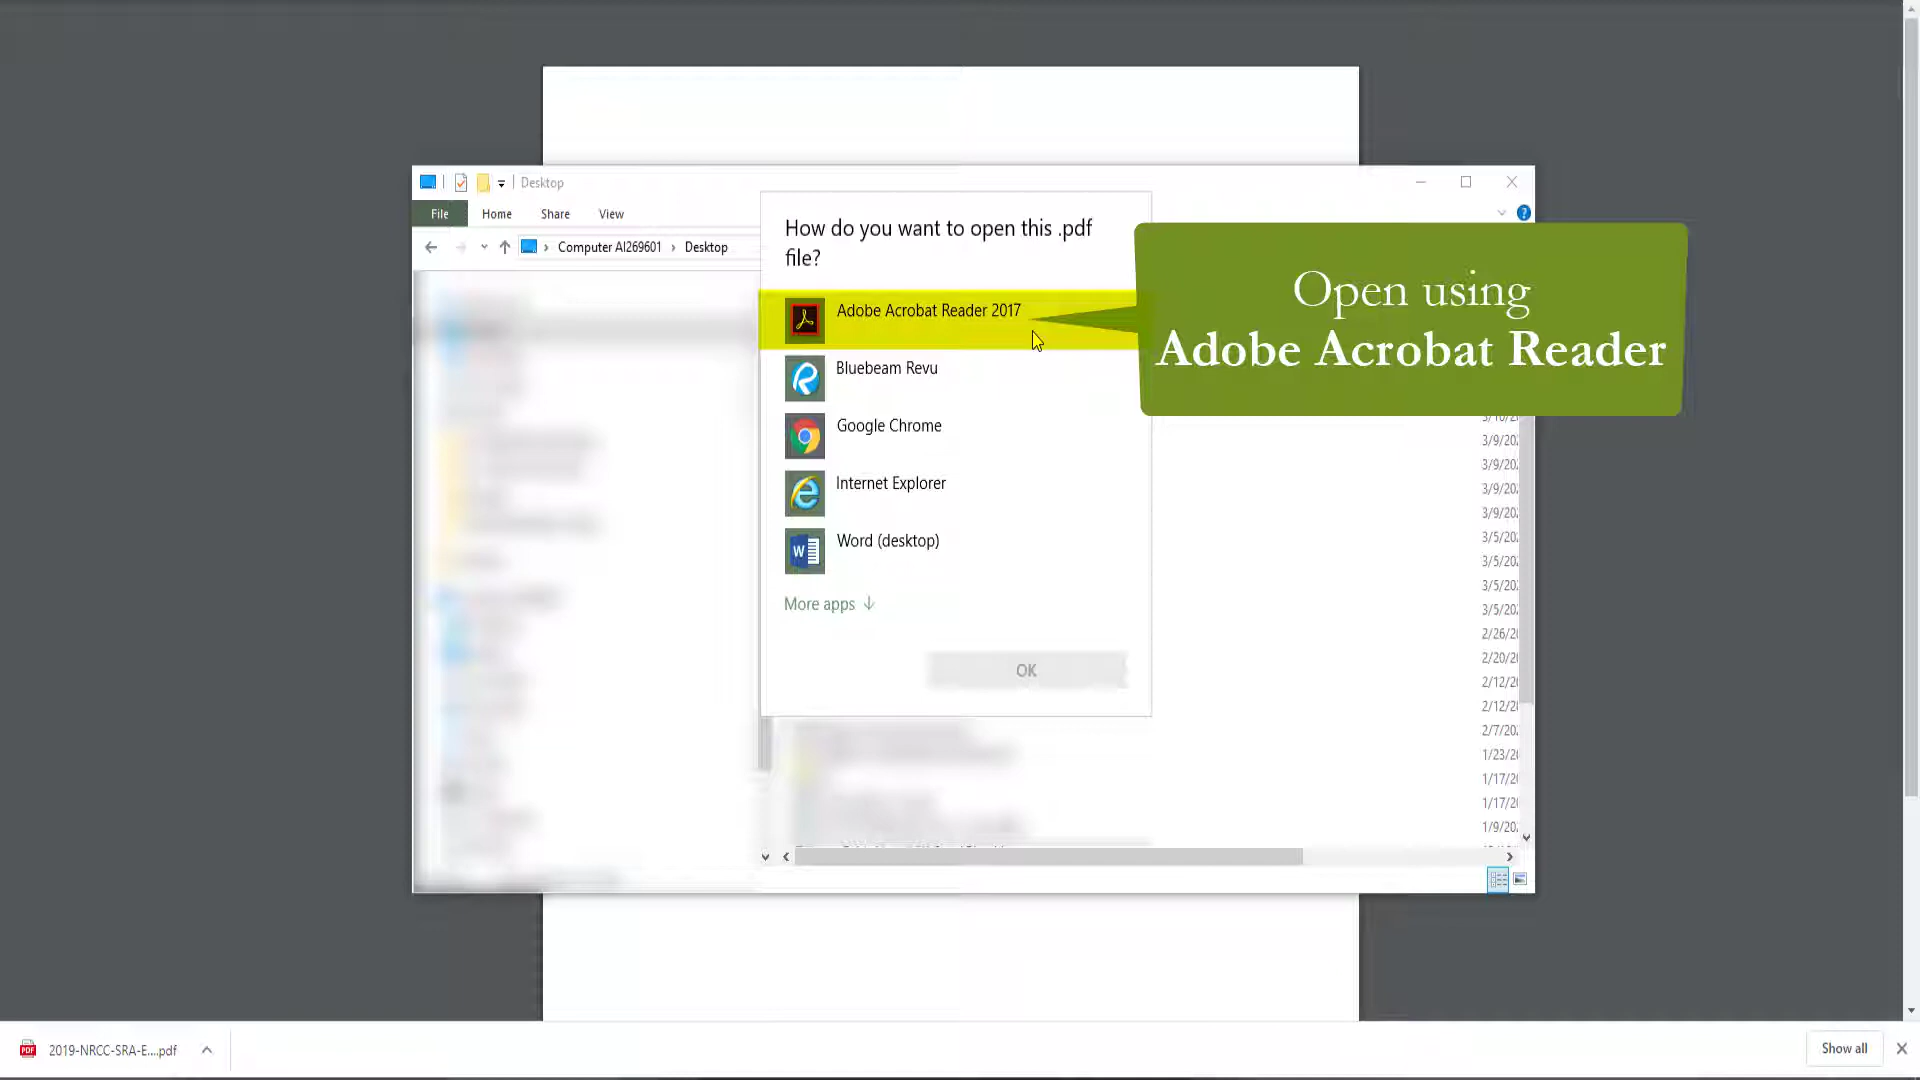 Desktop
File Home Share View
Computer AI269601 > Desktop
How do you want to open this .pdf
file?
Adobe Acrobat Reader 2017
Open using
Adobe Acrobat Reader
Bluebeam Revu
Google Chrome
Internet Explorer
Word (desktop)
More apps
OK
3/9/20
3/9/20
3/9/20
3/9/20
3/5/20
3/5/20
3/5/20
3/5/20
2/26/2
2/20/2
2/12/2
2/12/2
2/7/20
1/23/2
1/17/2
1/17/2
1/9/20
2019-NRCC-SRA-E....pdf
Show all